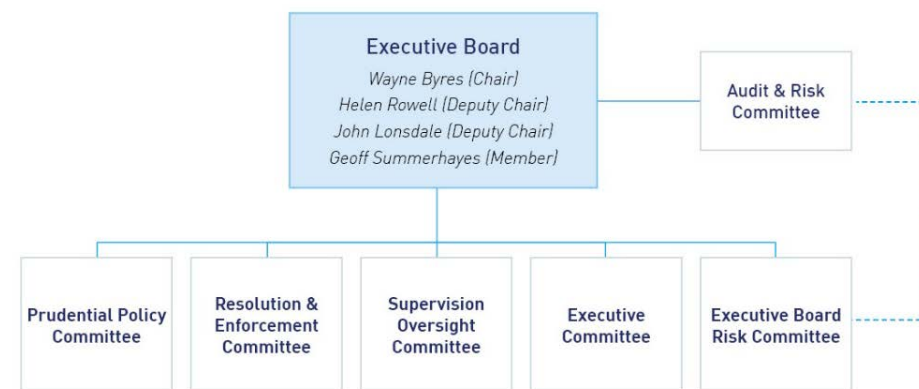 Executive Board
Wayne Byres (Chair)
Helen Rowell (Deputy Chair)
John Lonsdale (Deputy Chair)
Geoff Summerhayes (Member)
Audit & Risk
Committee
Prudential Policy
Committee
Resolution &
Enforcement
Committee
Supervision
Oversight
Committee
Executive
Committee
Executive Board
Risk Committee